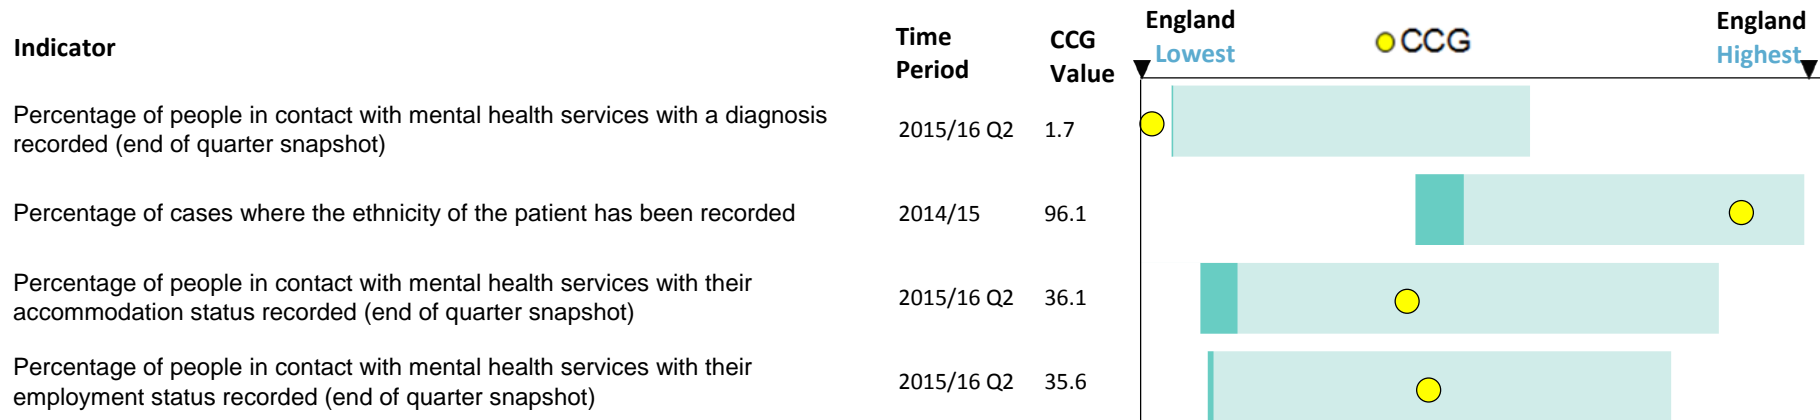 Indicator
Time
Period
CCG
Value
England
Lowest
CCG
England
Highest
Percentage of people in contact with mental health services with a diagnosis
recorded (end of quarter snapshot)
2015/16 Q2
1.7
Percentage of cases where the ethnicity of the patient has been recorded
2014/15
96.1
Percentage of people in contact with mental health services with their
accommodation status recorded (end of quarter snapshot)
2015/16 Q2
36.1
Percentage of people in contact with mental health services with their
employment status recorded (end of quarter snapshot)
2015/16 Q2
35.6